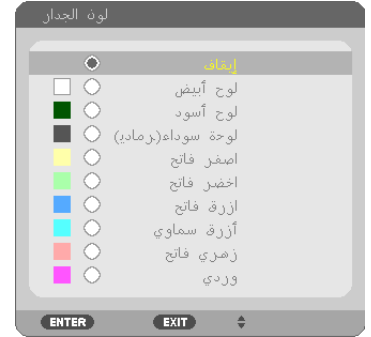 لون الجدار
إيقاف
لوح أبيض
لوح أسود
لوحة سوداء(رمادي)
اصفر فاتح
اخضر فاتح
ازرق فاتح
أزرق سماوي
زهري فاتح
وردي
ENTER EXIT